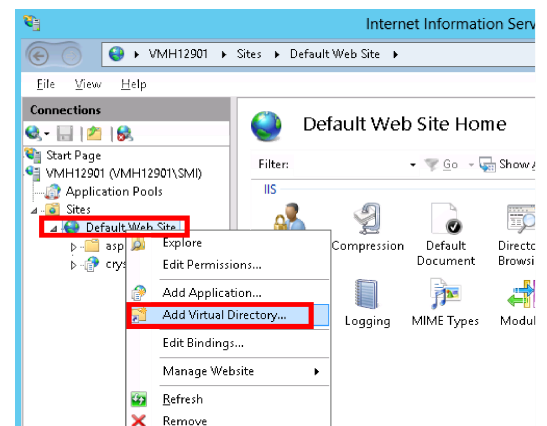 Internet Information Serv
VMH12901 Sites Default Web Site
File View Help
Connections
Default Web Site Home
Start Page
VMH12901 (VMH12901\SMI)
Application Pools
Sites
Default Web Site
asp
crys
Filter: Go Show
IIS
Compression Default Document Directo Browsi
Logging MIME Types Modul
Explore
Edit Permissions...
Add Application...
Add Virtual Directory...
Edit Bindings...
Manage Website
Refresh
Remove